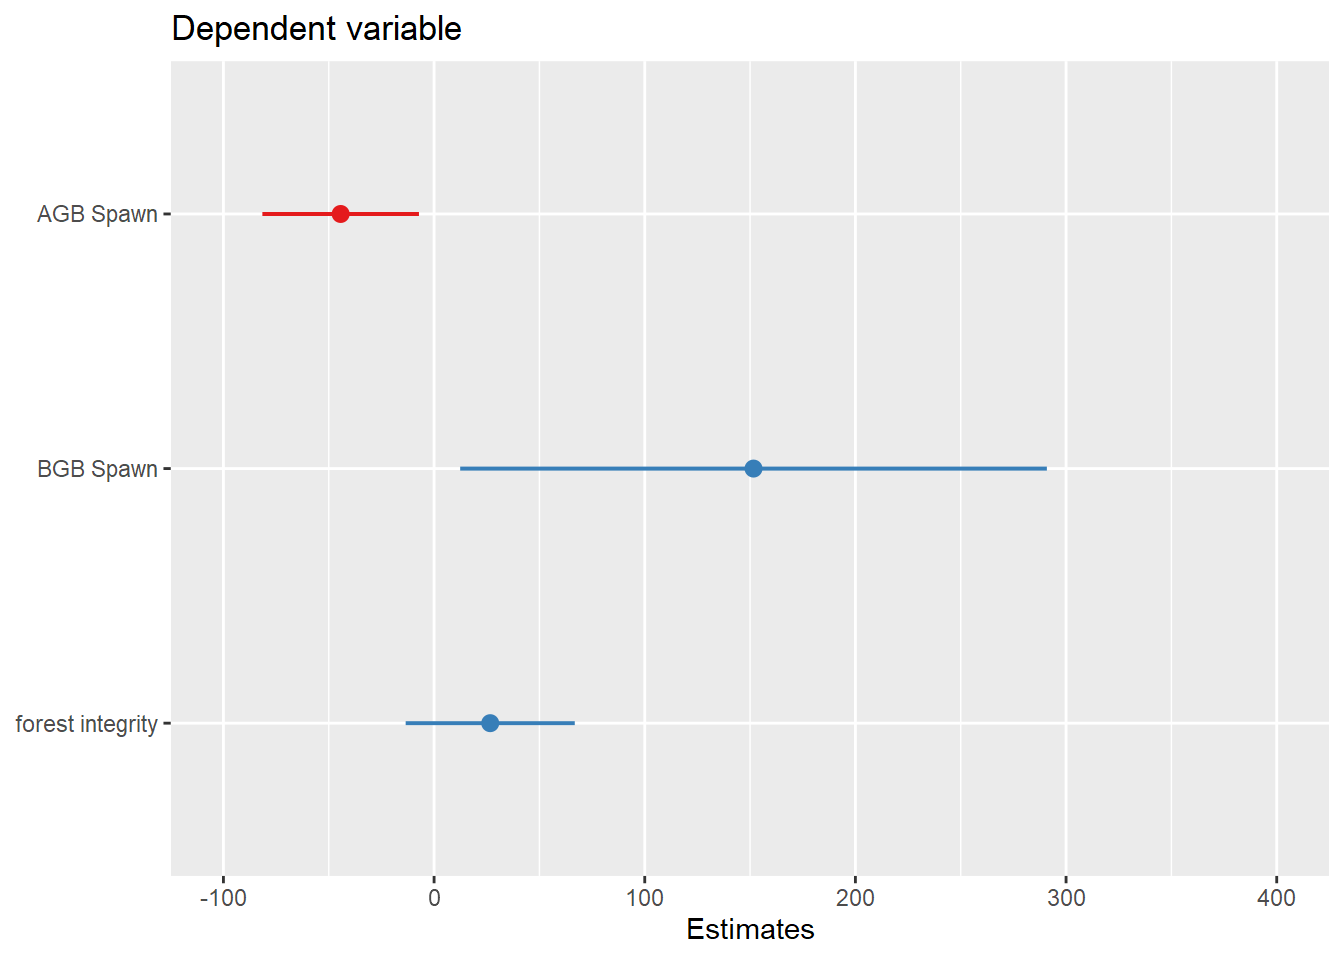 Dependent variable
AGB Spawn
BGB Spawn
forest integrity
-100 0 100 200 300 400
Estimates